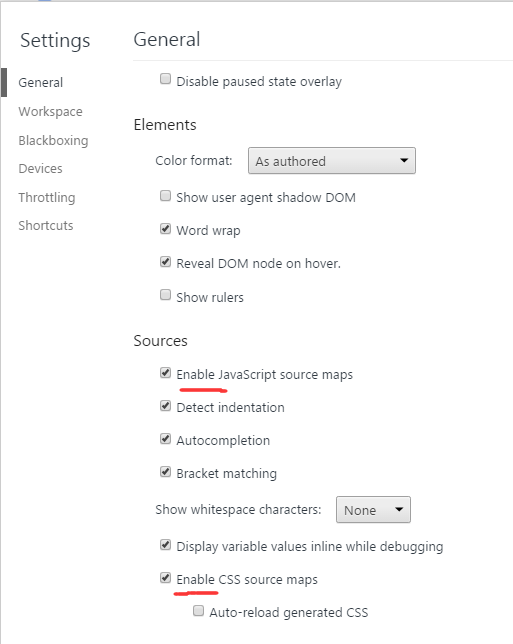 Settings
General
Workspace
Blackboxing
Devices
Throttling
Shortcuts
General
Disable paused state overlay
Elements
Color format: As authored
Show user agent shadow DOM
Word wrap
Reveal DOM node on hover.
Show rulers
Sources
Enable JavaScript source maps
Detect indentation
Autocompletion
Bracket matching
Show whitespace characters: None
Display variable values inline while debugging
Enable CSS source maps
Auto-reload generated CSS